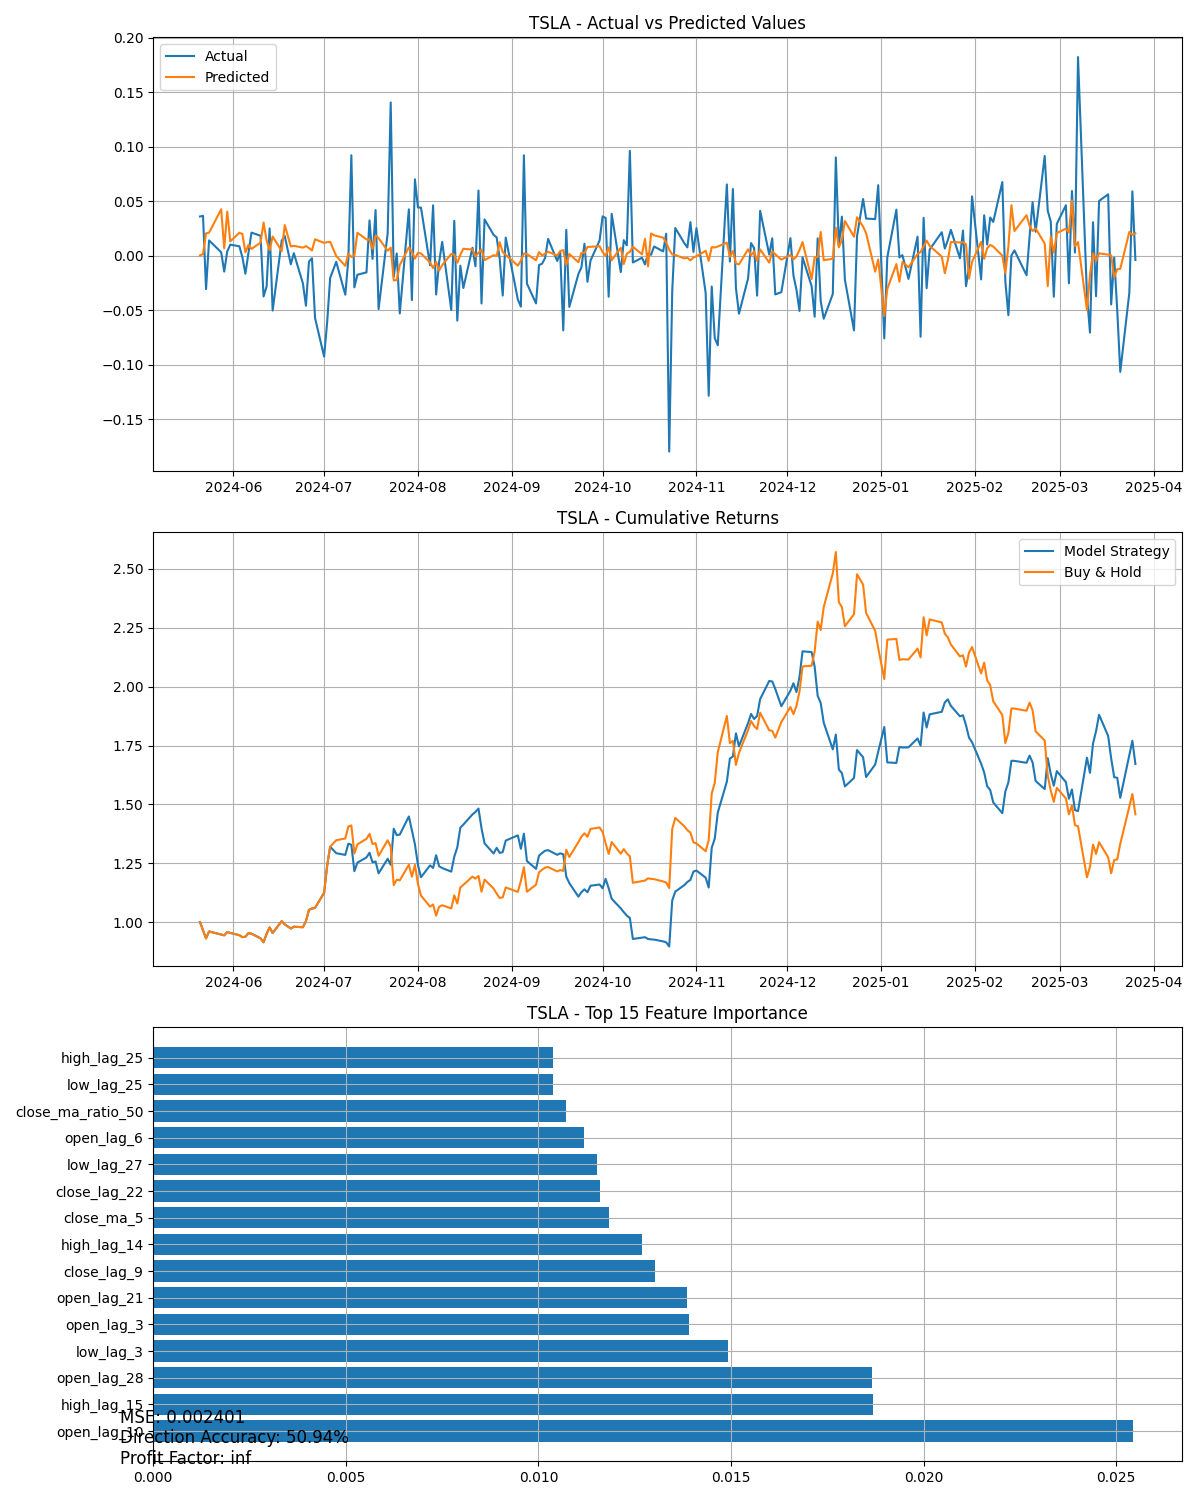 TSLA - Actual vs Predicted Values
Actual
Predicted
0.20
0.15
0.10
0.05
0.00
−0.05
−0.10
−0.15
2024-06 2024-07 2024-08 2024-09 2024-10 2024-11 2024-12 2025-01 2025-02 2025-03 2025-04
TSLA - Cumulative Returns
Model Strategy
Buy & Hold
2.50
2.25
2.00
1.75
1.50
1.25
1.00
2024-06 2024-07 2024-08 2024-09 2024-10 2024-11 2024-12 2025-01 2025-02 2025-03 2025-04
TSLA - Top 15 Feature Importance
high_lag_25
low_lag_25
close_ma_ratio_50
open_lag_6
low_lag_27
close_lag_22
close_ma_5
high_lag_14
close_lag_9
open_lag_21
open_lag_3
low_lag_3
open_lag_28
high_lag_15
MSE: 0.002401
open_lag_10
Direction Accuracy: 50.94%
Profit Factor: inf
0.000 0.005 0.010 0.015 0.020 0.025